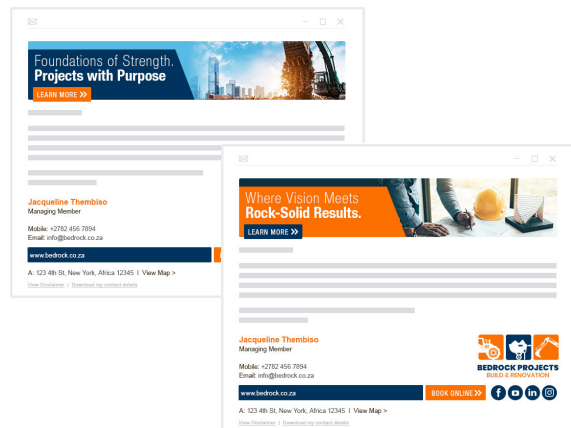 Foundations of Strength.
Projects with Purpose
LEARN MORE >>
Jacqueline Thembiso
Managing Member
Mobile: +2782 456 7894
Email: info@bedrock.co.za
www.bedrock.co.za
A: 123 4th St, New York, Africa 12345 I View Map >
View Disclaimer | Download my contact details
Where Vision Meets
Rock-Solid Results.
LEARN MORE >>
Jacqueline Thembiso
Managing Member
Mobile: +2782 456 7894
Email: info@bedrock.co.za
BEDROCK PROJECTS
BUILD & RENOVATION
www.bedrock.co.za
BOOK ONLINE >>
A: 123 4th St, New York, Africa 12345 I View Map >
View Disclaimer | Download my contact details